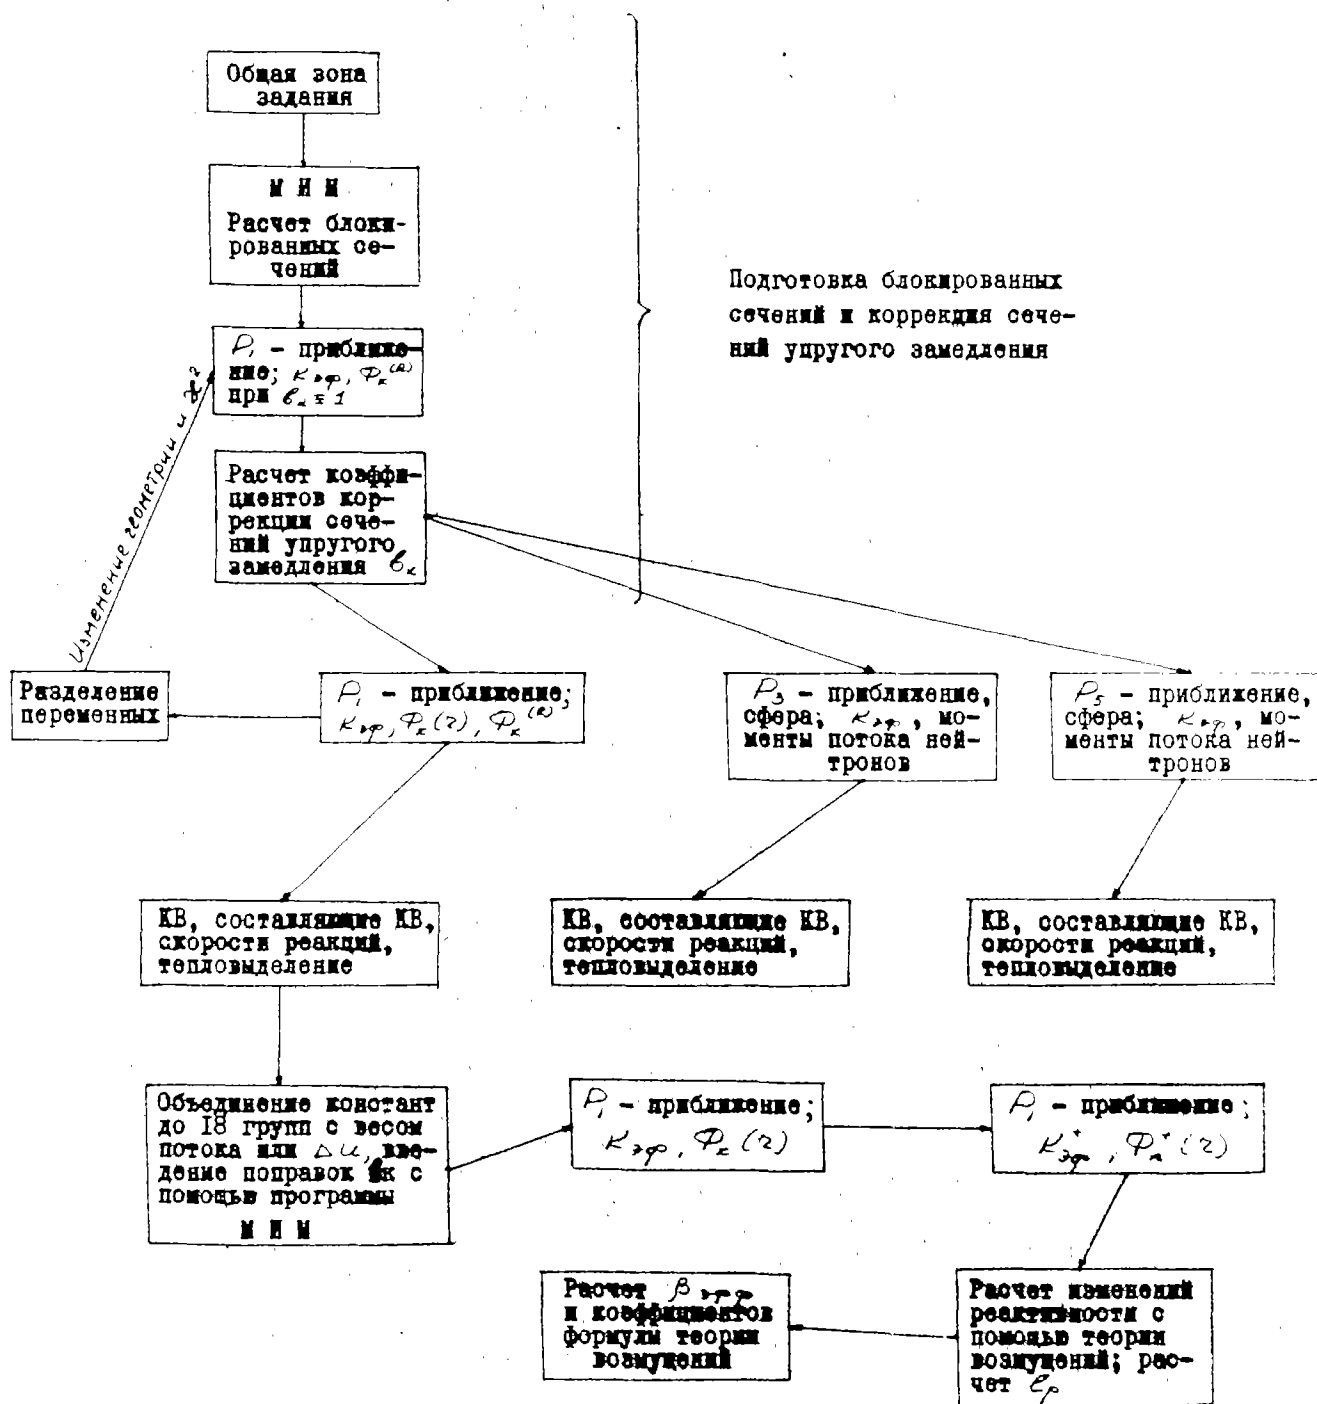 Общая зона
задания
М И М
Расчет блоки-
рованных се-
чений
P₁ - приближе-
ние; Kэф, Φк(R)
при bк ≡ 1
Подготовка блокированных
сечений и коррекция сече-
ний упругого замедления
Расчет коэффи-
циентов кор-
рекции сече-
ний упругого
замедления bк
Изменение геометрии и æ²
Разделение
переменных
P₁ - приближение;
Kэф, Φк(r), Φк(R)
P₃ - приближение,
сфера; Kэф, мо-
менты потока ней-
тронов
P₅ - приближение,
сфера; Kэф, мо-
менты потока ней-
тронов
КВ, составляющие КВ,
скорости реакций,
тепловыделение
КВ, составляющие КВ,
скорости реакций,
тепловыделение
КВ, составляющие КВ,
скорости реакций,
тепловыделение
Объединение констант
до I8 групп с весом
потока или Δu, вве-
дение поправок bк с
помощью программы
М И М
P₁ - приближение;
Kэф, Φк(r)
P₁ - приближение;
K⁺эф, Φ⁺к(r)
Расчет βэфф
и коэффициентов
формулы теории
возмущений
Расчет изменений
реактивности с
помощью теории
возмущений; рас-
чет ℓp